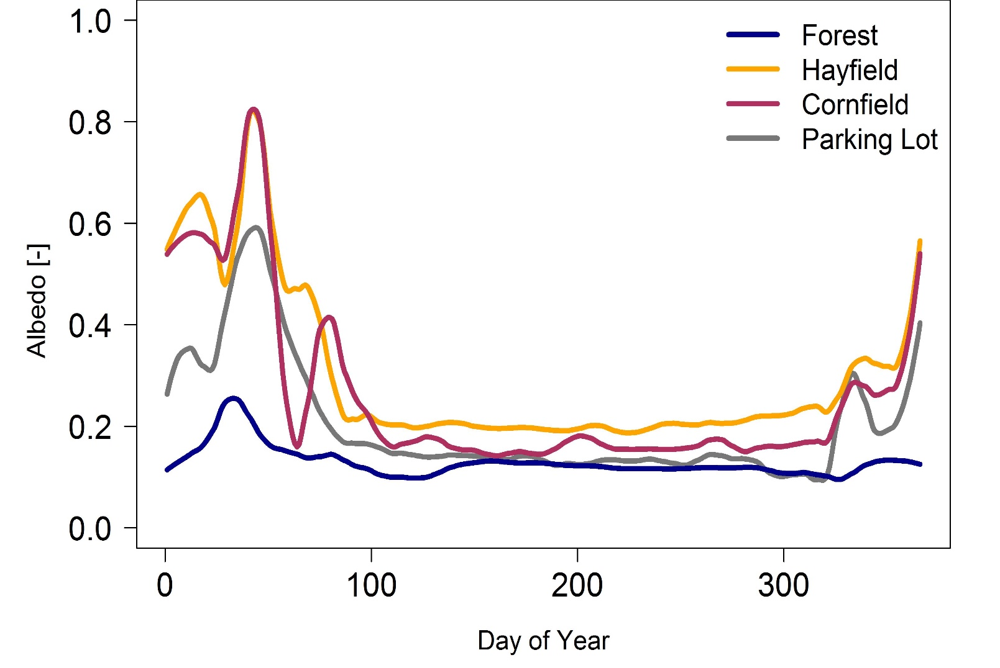 1.0
0.8
0.6
0.4
0.2
0.0
Albedo [-]
Forest
Hayfield
Cornfield
Parking Lot
0 100 200 300
Day of Year